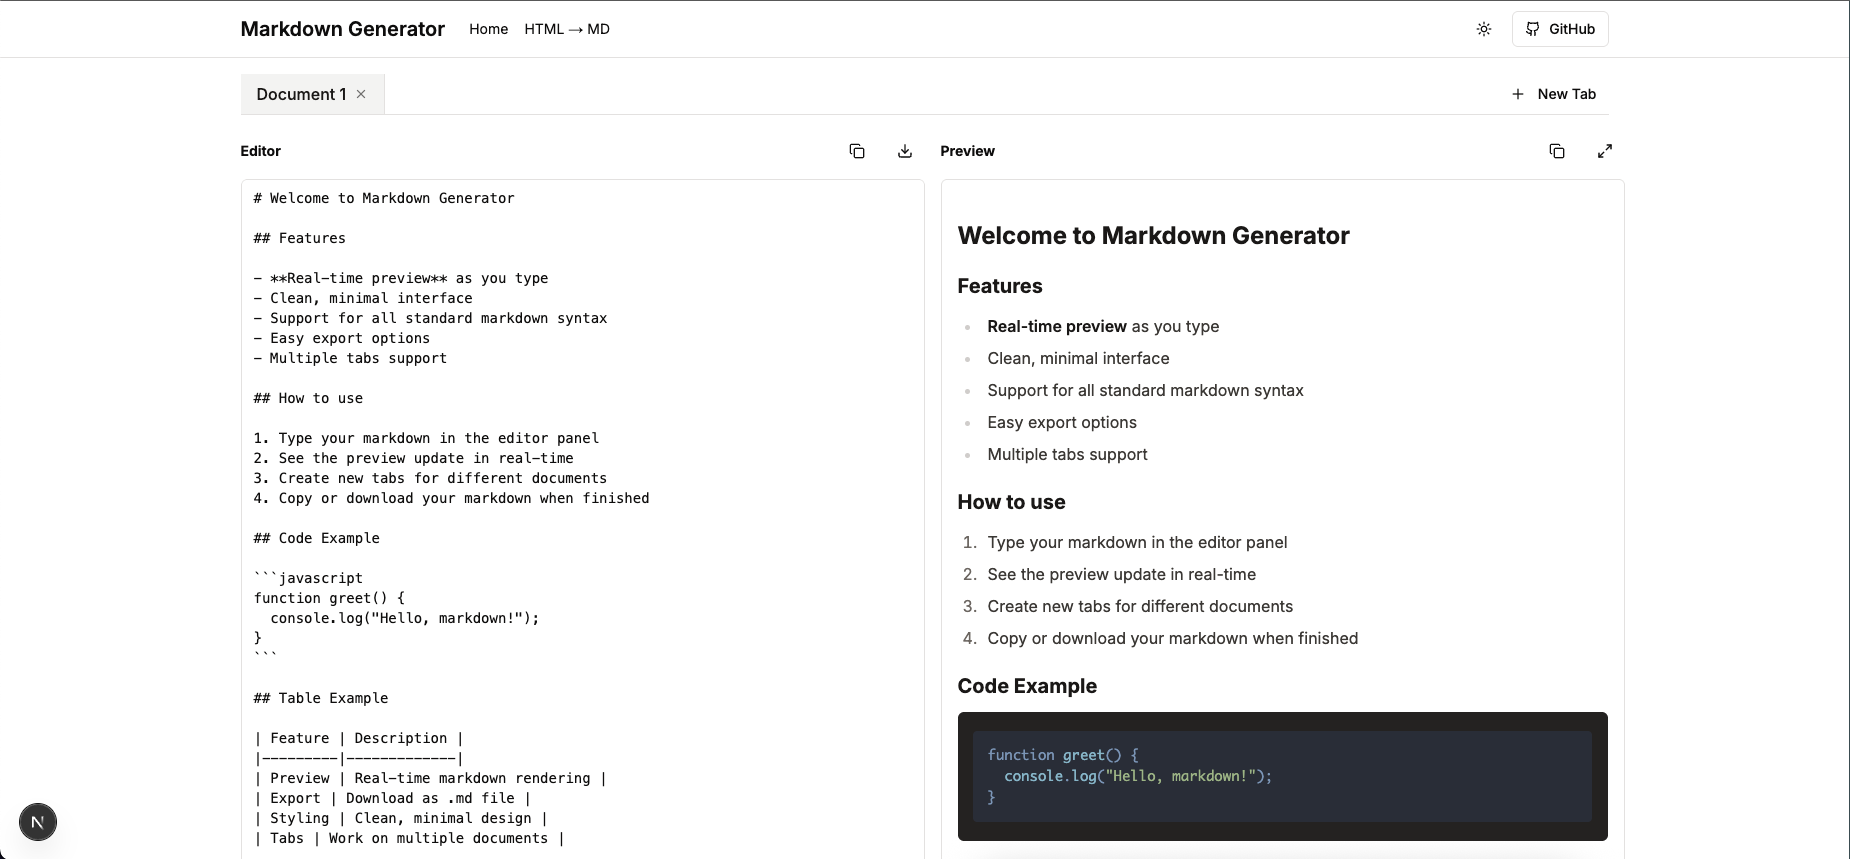 Markdown Generator Home HTML → MD GitHub
Document 1 × + New Tab
Editor
# Welcome to Markdown Generator
## Features
- **Real-time preview** as you type
- Clean, minimal interface
- Support for all standard markdown syntax
- Easy export options
- Multiple tabs support
## How to use
1. Type your markdown in the editor panel
2. See the preview update in real-time
3. Create new tabs for different documents
4. Copy or download your markdown when finished
## Code Example
```javascript
function greet() {
  console.log("Hello, markdown!");
}
```
## Table Example
| Feature | Description |
|---------|-------------|
| Preview | Real-time markdown rendering |
| Export | Download as .md file |
| Styling | Clean, minimal design |
| Tabs | Work on multiple documents |
Preview
Welcome to Markdown Generator
Features
Real-time preview as you type
Clean, minimal interface
Support for all standard markdown syntax
Easy export options
Multiple tabs support
How to use
1. Type your markdown in the editor panel
2. See the preview update in real-time
3. Create new tabs for different documents
4. Copy or download your markdown when finished
Code Example
function greet() {
  console.log("Hello, markdown!");
}
N